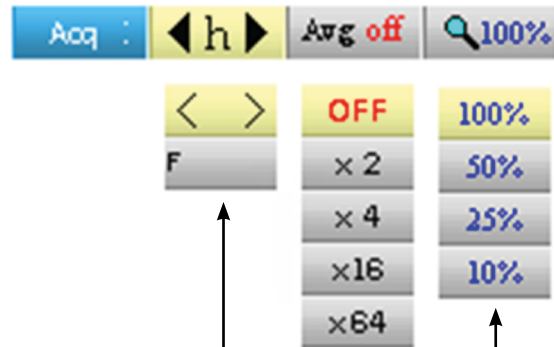 Acq : ◀ h ▶ Avg off 100%
< > OFF 100%
F × 2 50%
× 4 25%
×16 10%
×64